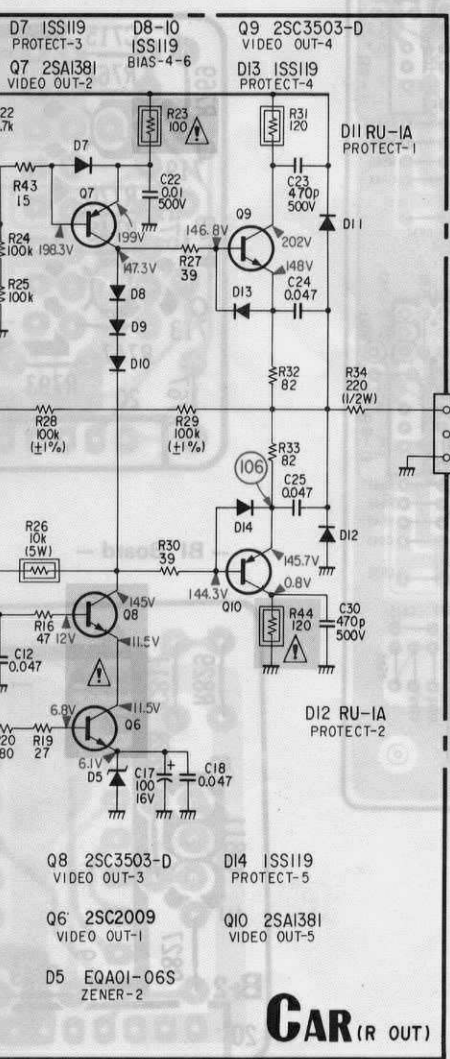 D7 1SS119
PROTECT-3
D8-10
1SS119
BIAS-4-6
Q9 2SC3503-D
VIDEO OUT-4
Q7 2SA1381
VIDEO OUT-2
D13 1SS119
PROTECT-4
R23
100
R31
120
D11 RU-1A
PROTECT-1
22
.7k
D7
R43
15
Q7
C22
0.01
500V
C23
470p
500V
Q9
D11
146.8V
R24
100k
198.3V
199V
202V
R25
100k
147.3V
R27
39
148V
D8
D13
C24
0.047
D9
D10
R32
82
R34
220
(1/2W)
R28
100k
(±1%)
R29
100k
(±1%)
R33
82
106
C25
0.047
D14
D12
R26
10k
(5W)
R30
39
145.7V
144.3V
0.8V
Q10
145V
Q8
R44
120
C30
470p
500V
R16
47
12V
11.5V
C12
0.047
6.8V
11.5V
Q6
20
80
R19
27
6.1V
D5
C17
100
16V
+
C18
0.047
D12 RU-1A
PROTECT-2
Q8 2SC3503-D
VIDEO OUT-3
D14 1SS119
PROTECT-5
Q6 2SC2009
VIDEO OUT-1
Q10 2SA1381
VIDEO OUT-5
D5 EQA01-06S
ZENER-2
CAR (R OUT)